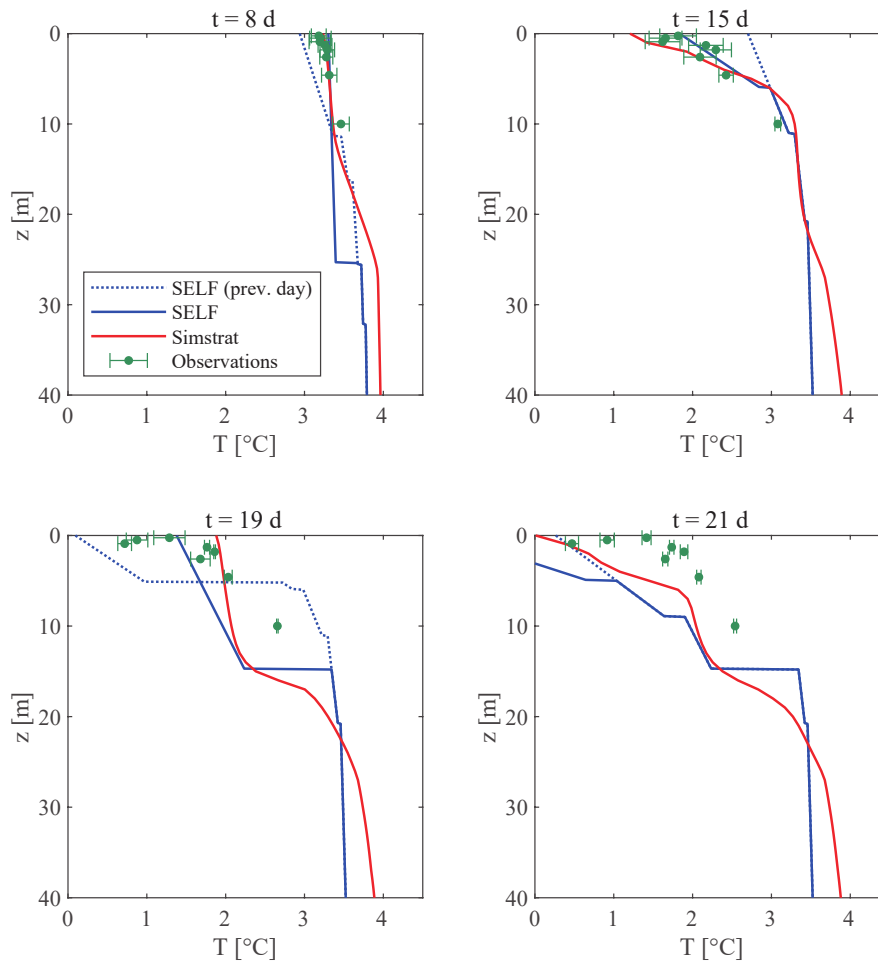 t = 8 d
0
10
20
30
40
z [m]
SELF (prev. day)
SELF
Simstrat
Observations
0 1 2 3 4
T [°C]
t = 15 d
0
10
20
30
40
z [m]
0 1 2 3 4
T [°C]
t = 19 d
0
10
20
30
40
z [m]
0 1 2 3 4
T [°C]
t = 21 d
0
10
20
30
40
z [m]
0 1 2 3 4
T [°C]